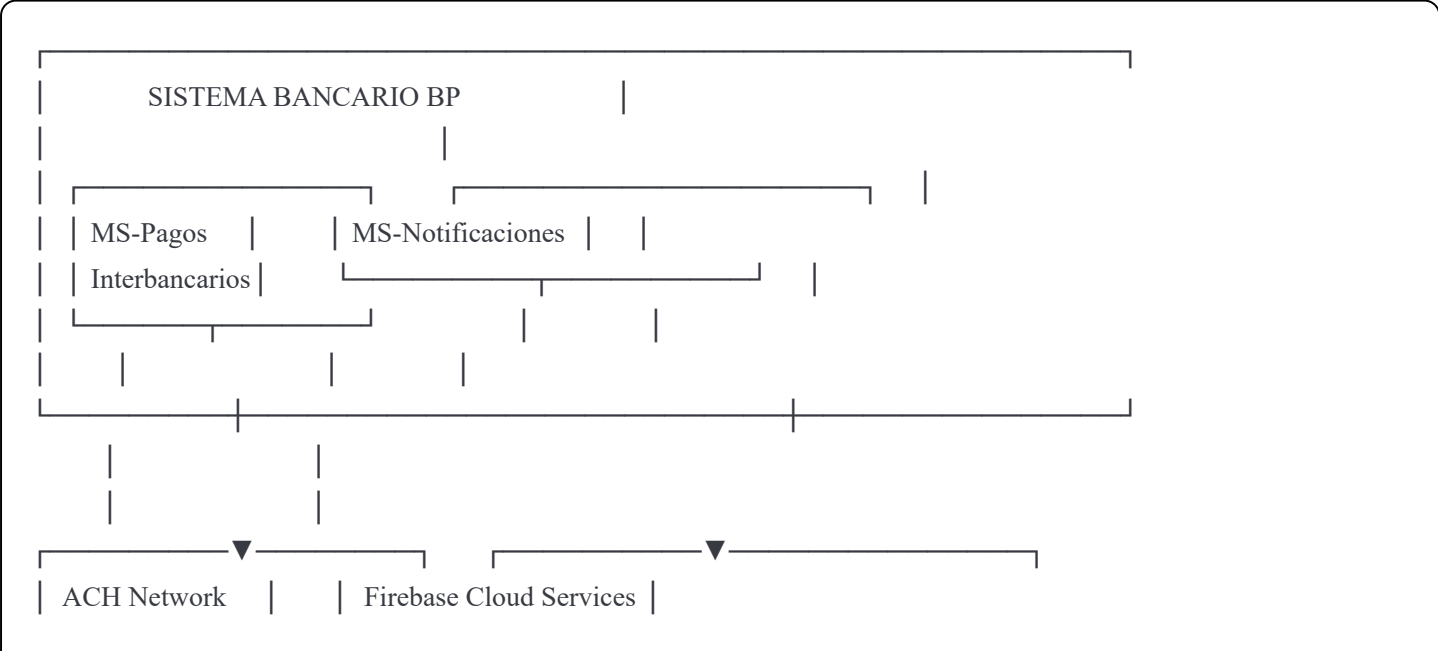 SISTEMA BANCARIO BP
MS-Pagos MS-Notificaciones
Interbancarios
ACH Network Firebase Cloud Services